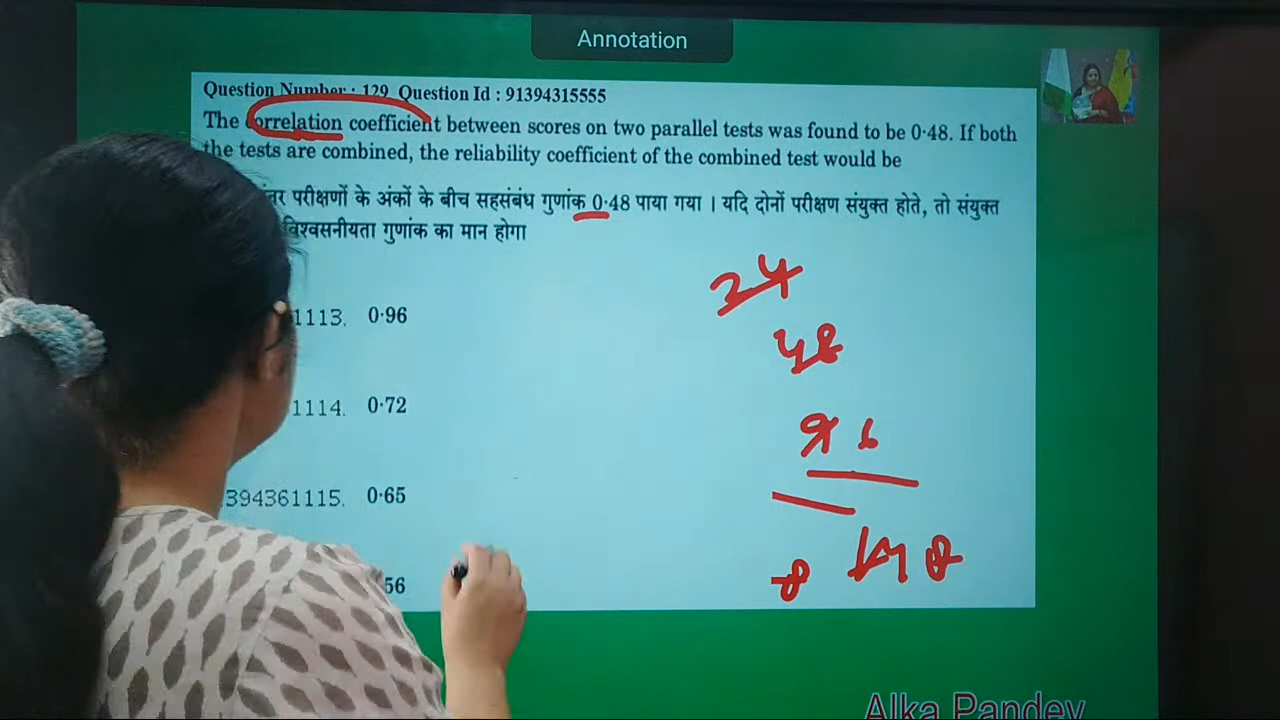 Annotation
Question Number : 129 Question Id : 91394315555
The correlation coefficient between scores on two parallel tests was found to be 0·48. If both
the tests are combined, the reliability coefficient of the combined test would be
परीक्षणों के अंकों के बीच सहसंबंध गुणांक 0·48 पाया गया । यदि दोनों परीक्षण संयुक्त होते, तो संयुक्त
विश्वसनीयता गुणांक का मान होगा
24
48
1113. 0·96
1114. 0·72
96
394361115. 0·65
56
Alka Pandey